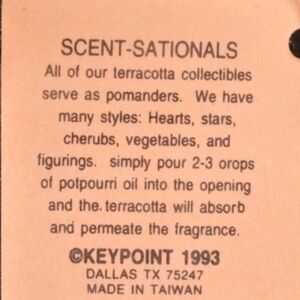 SCENT-SATIONALS
All of our terracotta collectibles
serve as pomanders. We have
many styles: Hearts, stars,
cherubs, vegetables, and
figurings. simply pour 2-3 orops
of potpourri oil into the opening
and the. terracotta will absorb
and permeate the fragrance.
©KEYPOINT 1993
DALLAS TX 75247
MADE IN TAIWAN